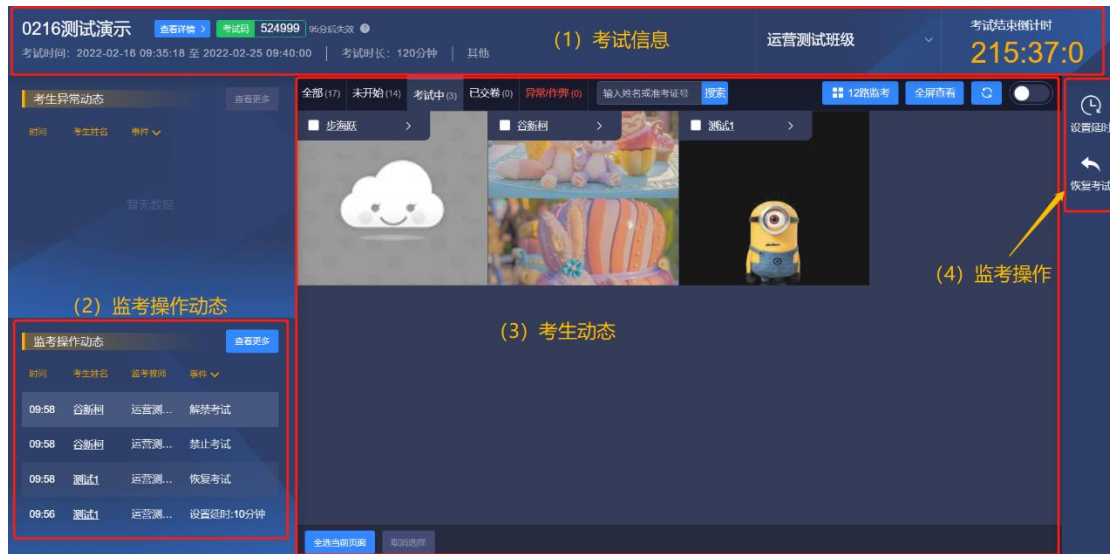 0216测试演示 查看详情 > 考试码 524999 95分后失效
考试时间: 2022-02-16 09:35:18 至 2022-02-25 09:40:00 | 考试时长: 120分钟 | 其他
(1) 考试信息
运营测试班级
考试结束倒计时
215:37:0
考生异常动态 查看更多
时间 考生姓名 事件
暂无数据
(2) 监考操作动态
监考操作动态 查看更多
时间 考生姓名 监考教师 事件
09:58 谷新柯 运营测... 解禁考试
09:58 谷新柯 运营测... 禁止考试
09:58 测试1 运营测... 恢复考试
09:56 测试1 运营测... 设置延时:10分钟
全部(17) 未开始(14) 考试中(3) 已交卷(0) 异常/作弊(0) 输入姓名或准考证号 搜索 12路监考 全屏查看
步海跃 >
谷新柯 >
测试1 >
(3) 考生动态
全选当前页面 取消选择
设置延时
恢复考试
(4) 监考操作